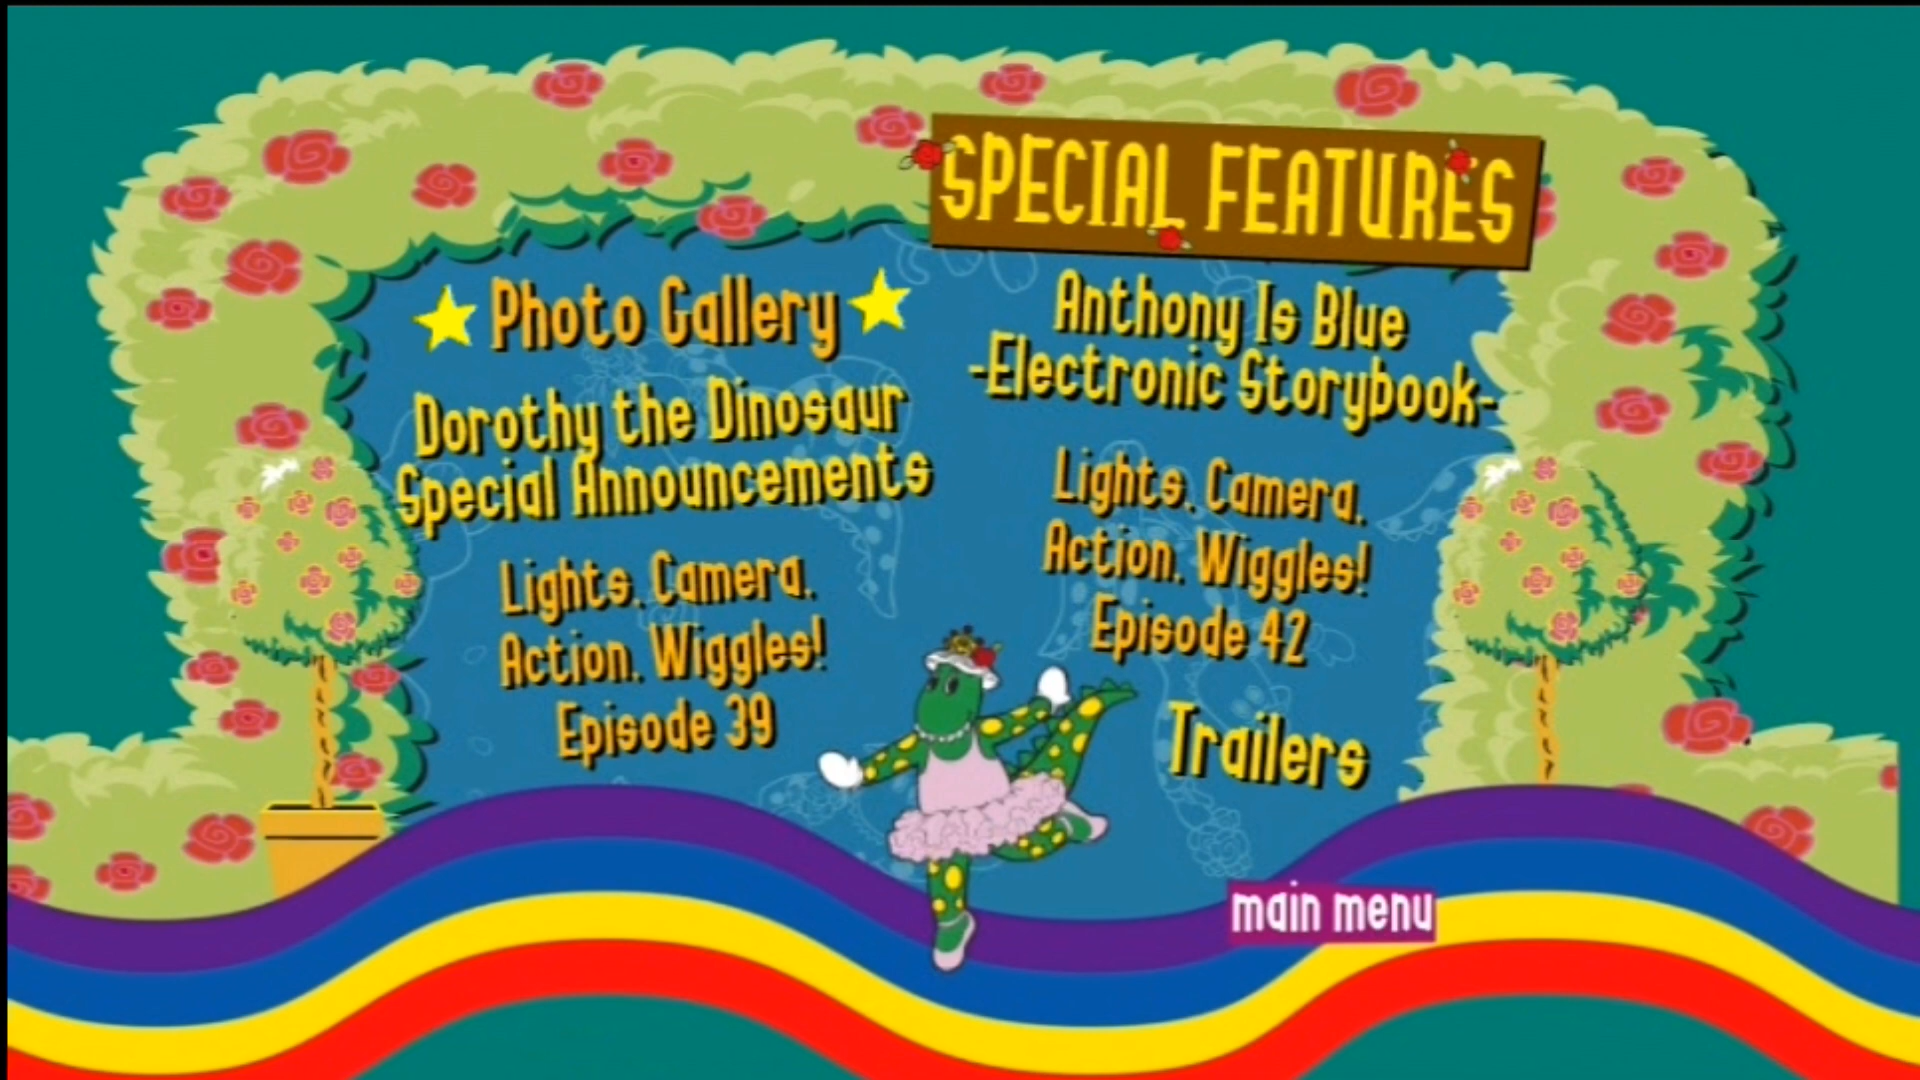 SPECIAL FEATURES
Photo Gallery
Dorothy the Dinosaur
Special Announcements
Lights, Camera,
Action, Wiggles!
Episode 39
Anthony Is Blue
-Electronic Storybook-
Lights, Camera,
Action, Wiggles!
Episode 42
Trailers
main menu